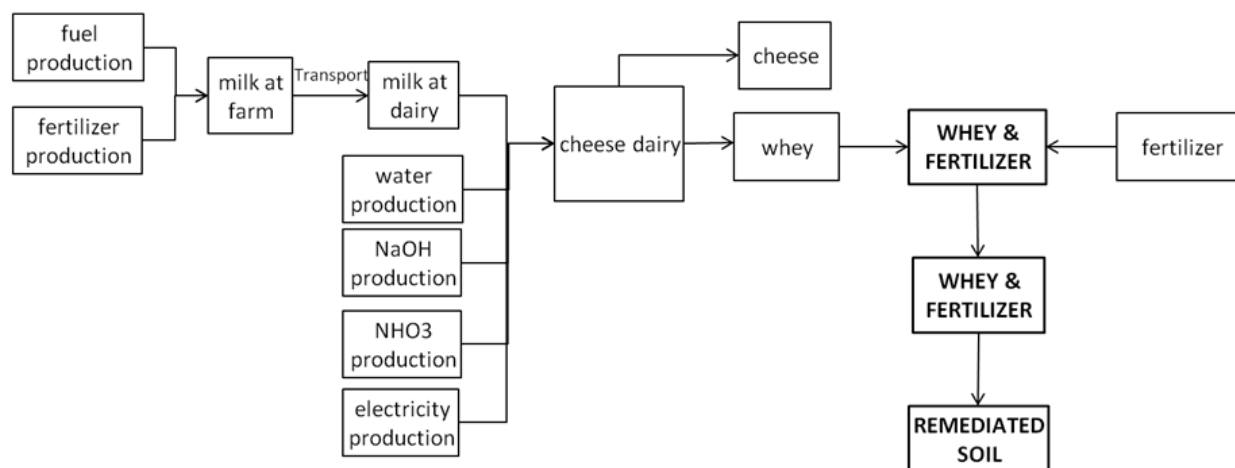 fuel
production
fertilizer
production
milk at
farm
Transport
milk at
dairy
water
production
NaOH
production
NHO3
production
electricity
production
cheese dairy
cheese
whey
WHEY &
FERTILIZER
fertilizer
WHEY &
FERTILIZER
REMEDIATED
SOIL